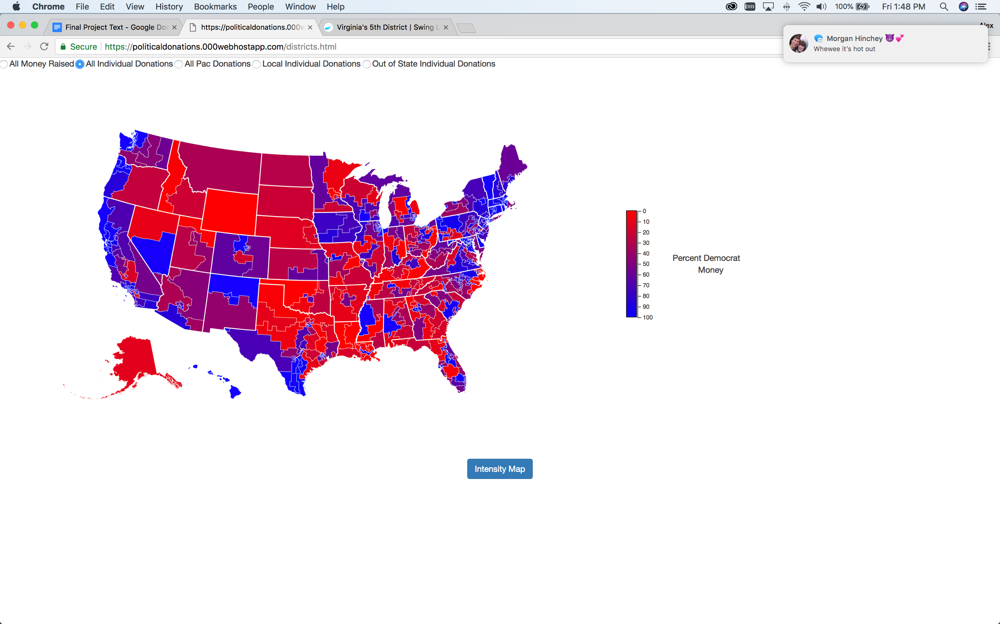 Chrome File Edit View History Bookmarks People Window Help 100% Fri 1:48 PM
Final Project Text - Google Doc
https://politicaldonations.000w
Virginia's 5th District | Swing L
Secure https://politicaldonations.000webhostapp.com/districts.html
Morgan Hinchey 😈💕
Whewee it's hot out
All Money Raised All Individual Donations All Pac Donations Local Individual Donations Out of State Individual Donations
0
10
20
30
40
50
60
70
80
90
100
Percent Democrat
Money
Intensity Map